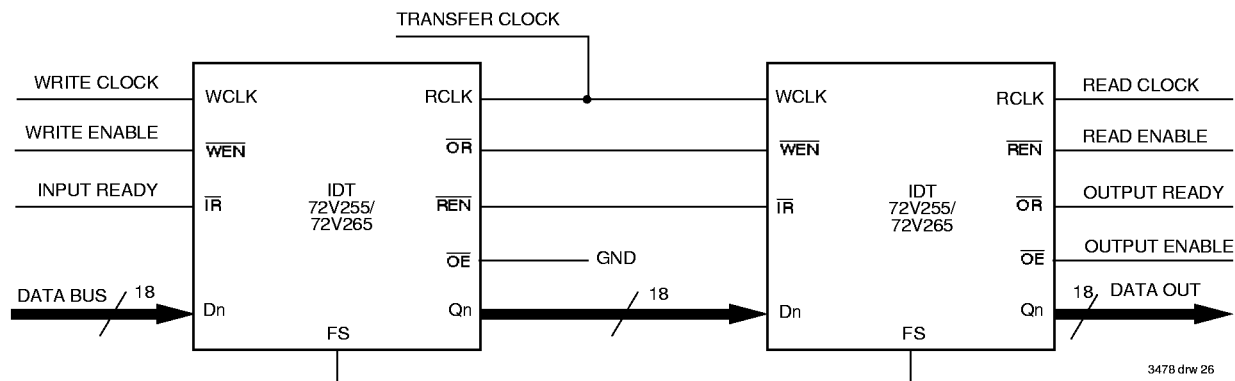 TRANSFER CLOCK
WRITE CLOCK
WCLK
RCLK
WCLK
RCLK
READ CLOCK
WRITE ENABLE
WEN
OR
WEN
REN
READ ENABLE
INPUT READY
IR
IDT
72V255/
72V265
REN
IR
IDT
72V255/
72V265
OR
OUTPUT READY
OE
GND
OE
OUTPUT ENABLE
DATA BUS
18
Dn
Qn
18
Dn
Qn
18
DATA OUT
FS
FS
3478 drw 26